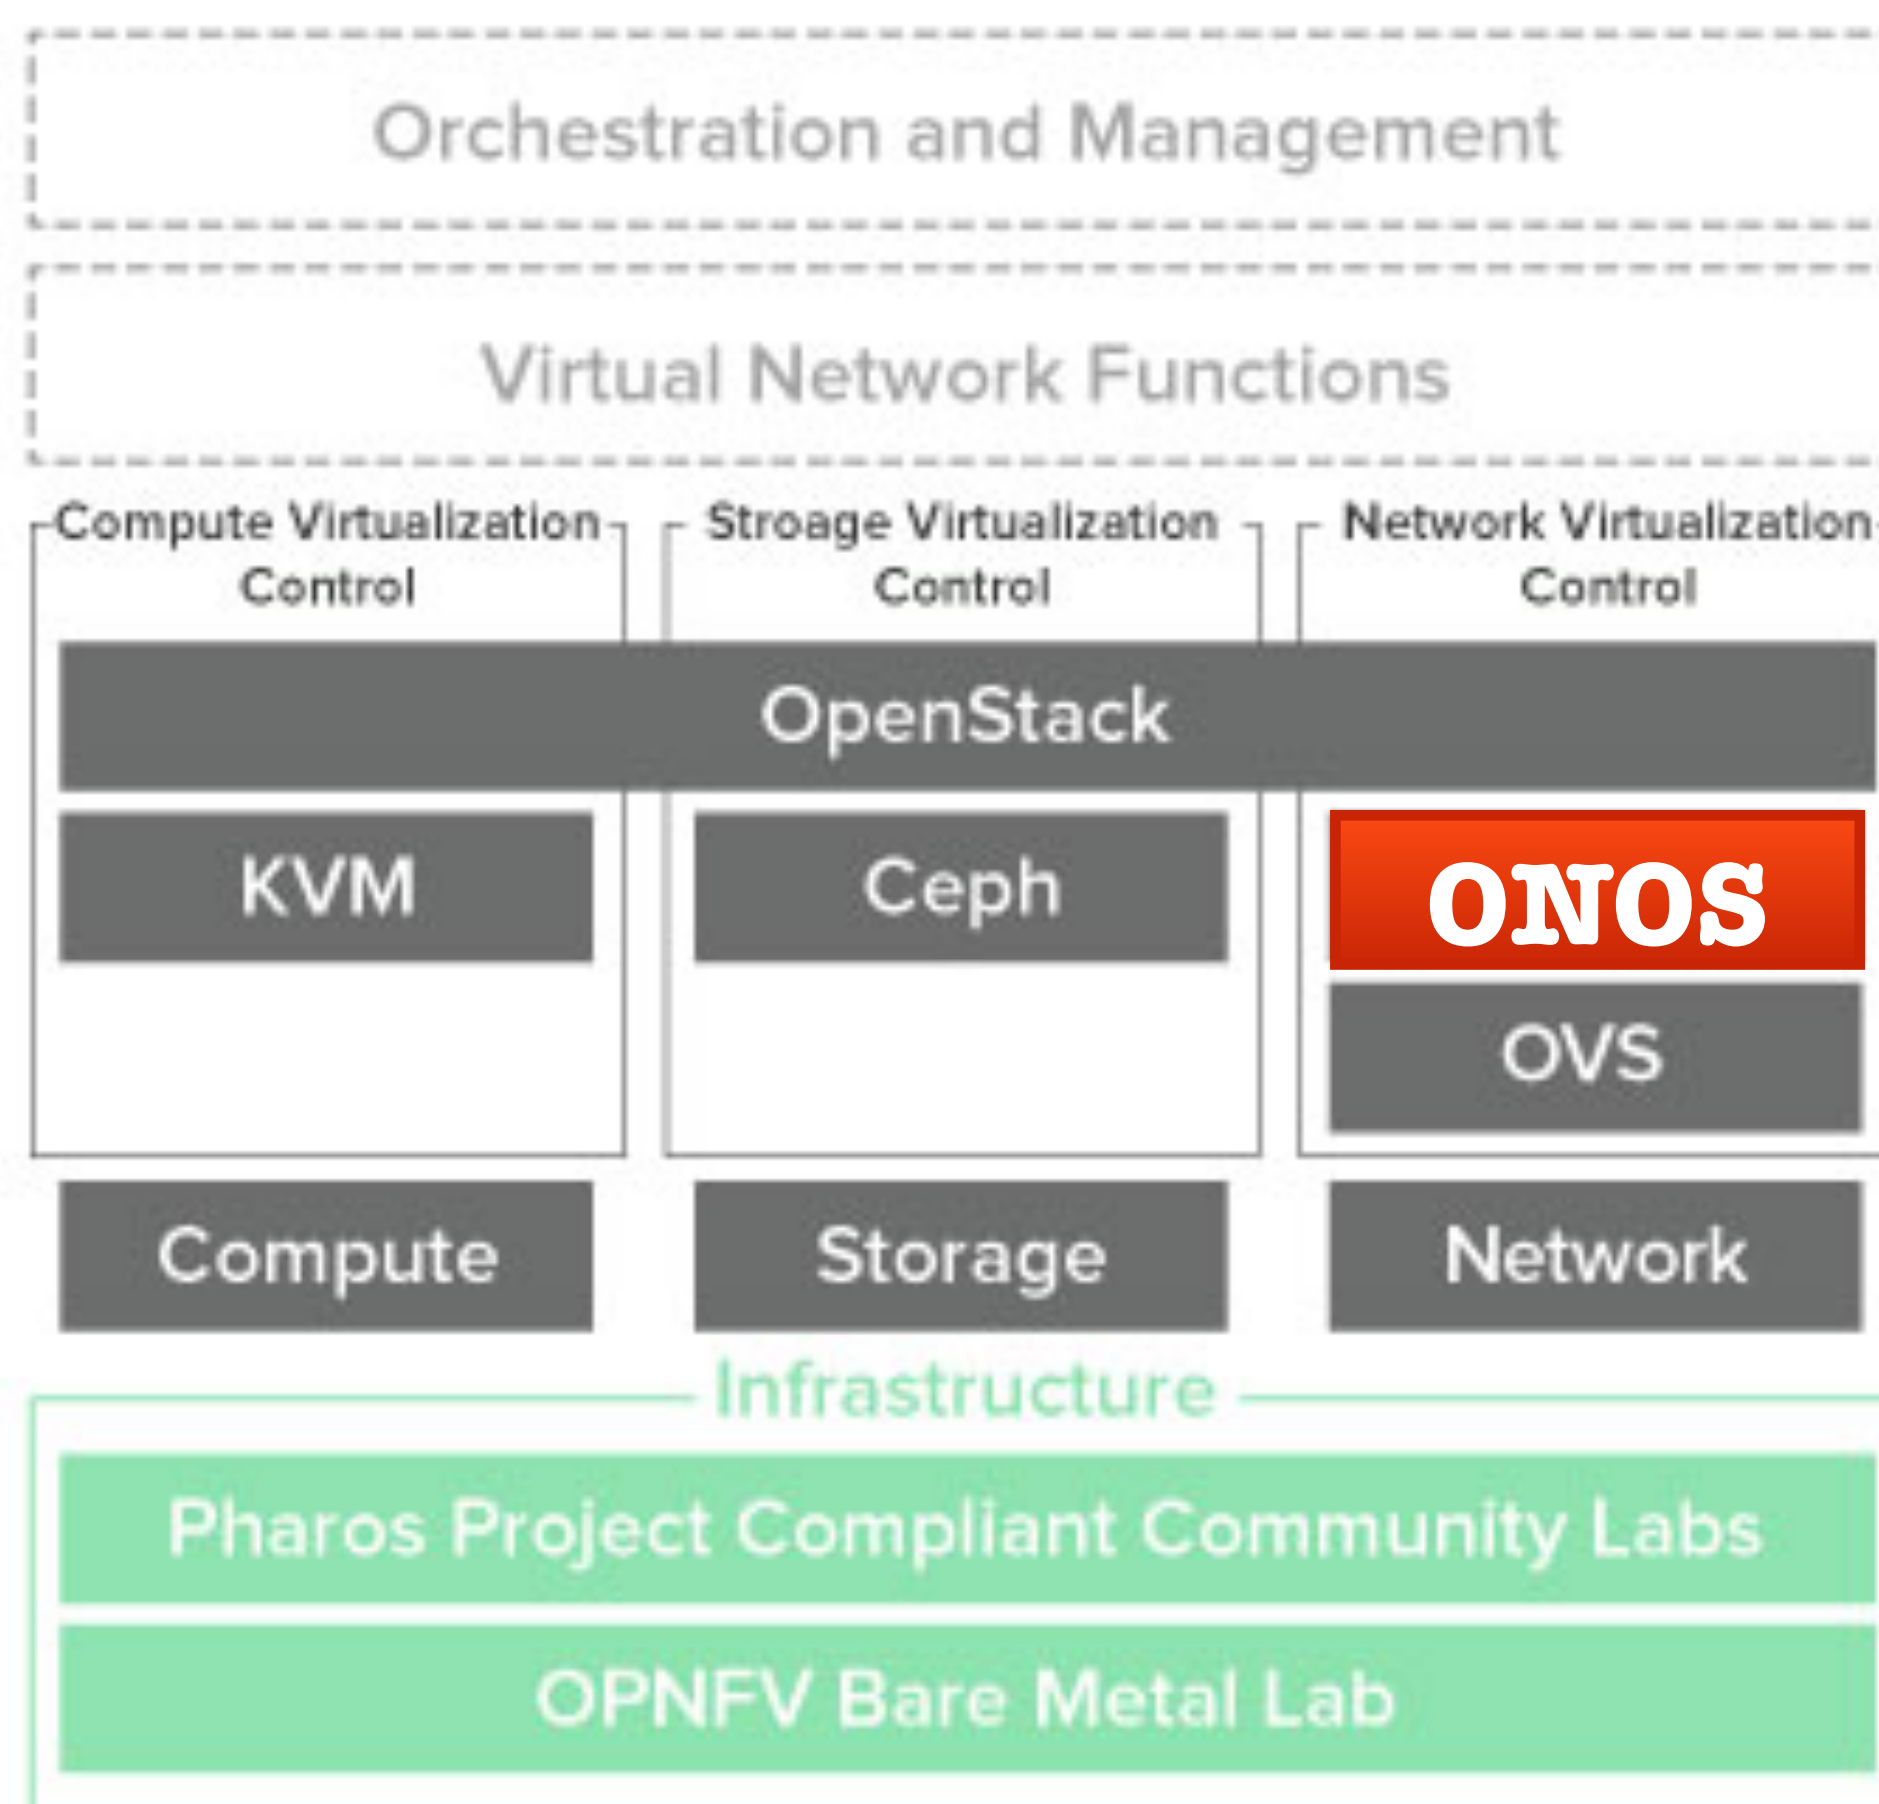 Orchestration and Management
Virtual Network Functions
Compute Virtualization
Control
Stroage Virtualization
Control
Network Virtualization
Control
OpenStack
KVM
Ceph
ONOS
OVS
Compute
Storage
Network
Infrastructure
Pharos Project Compliant Community Labs
OPNFV Bare Metal Lab